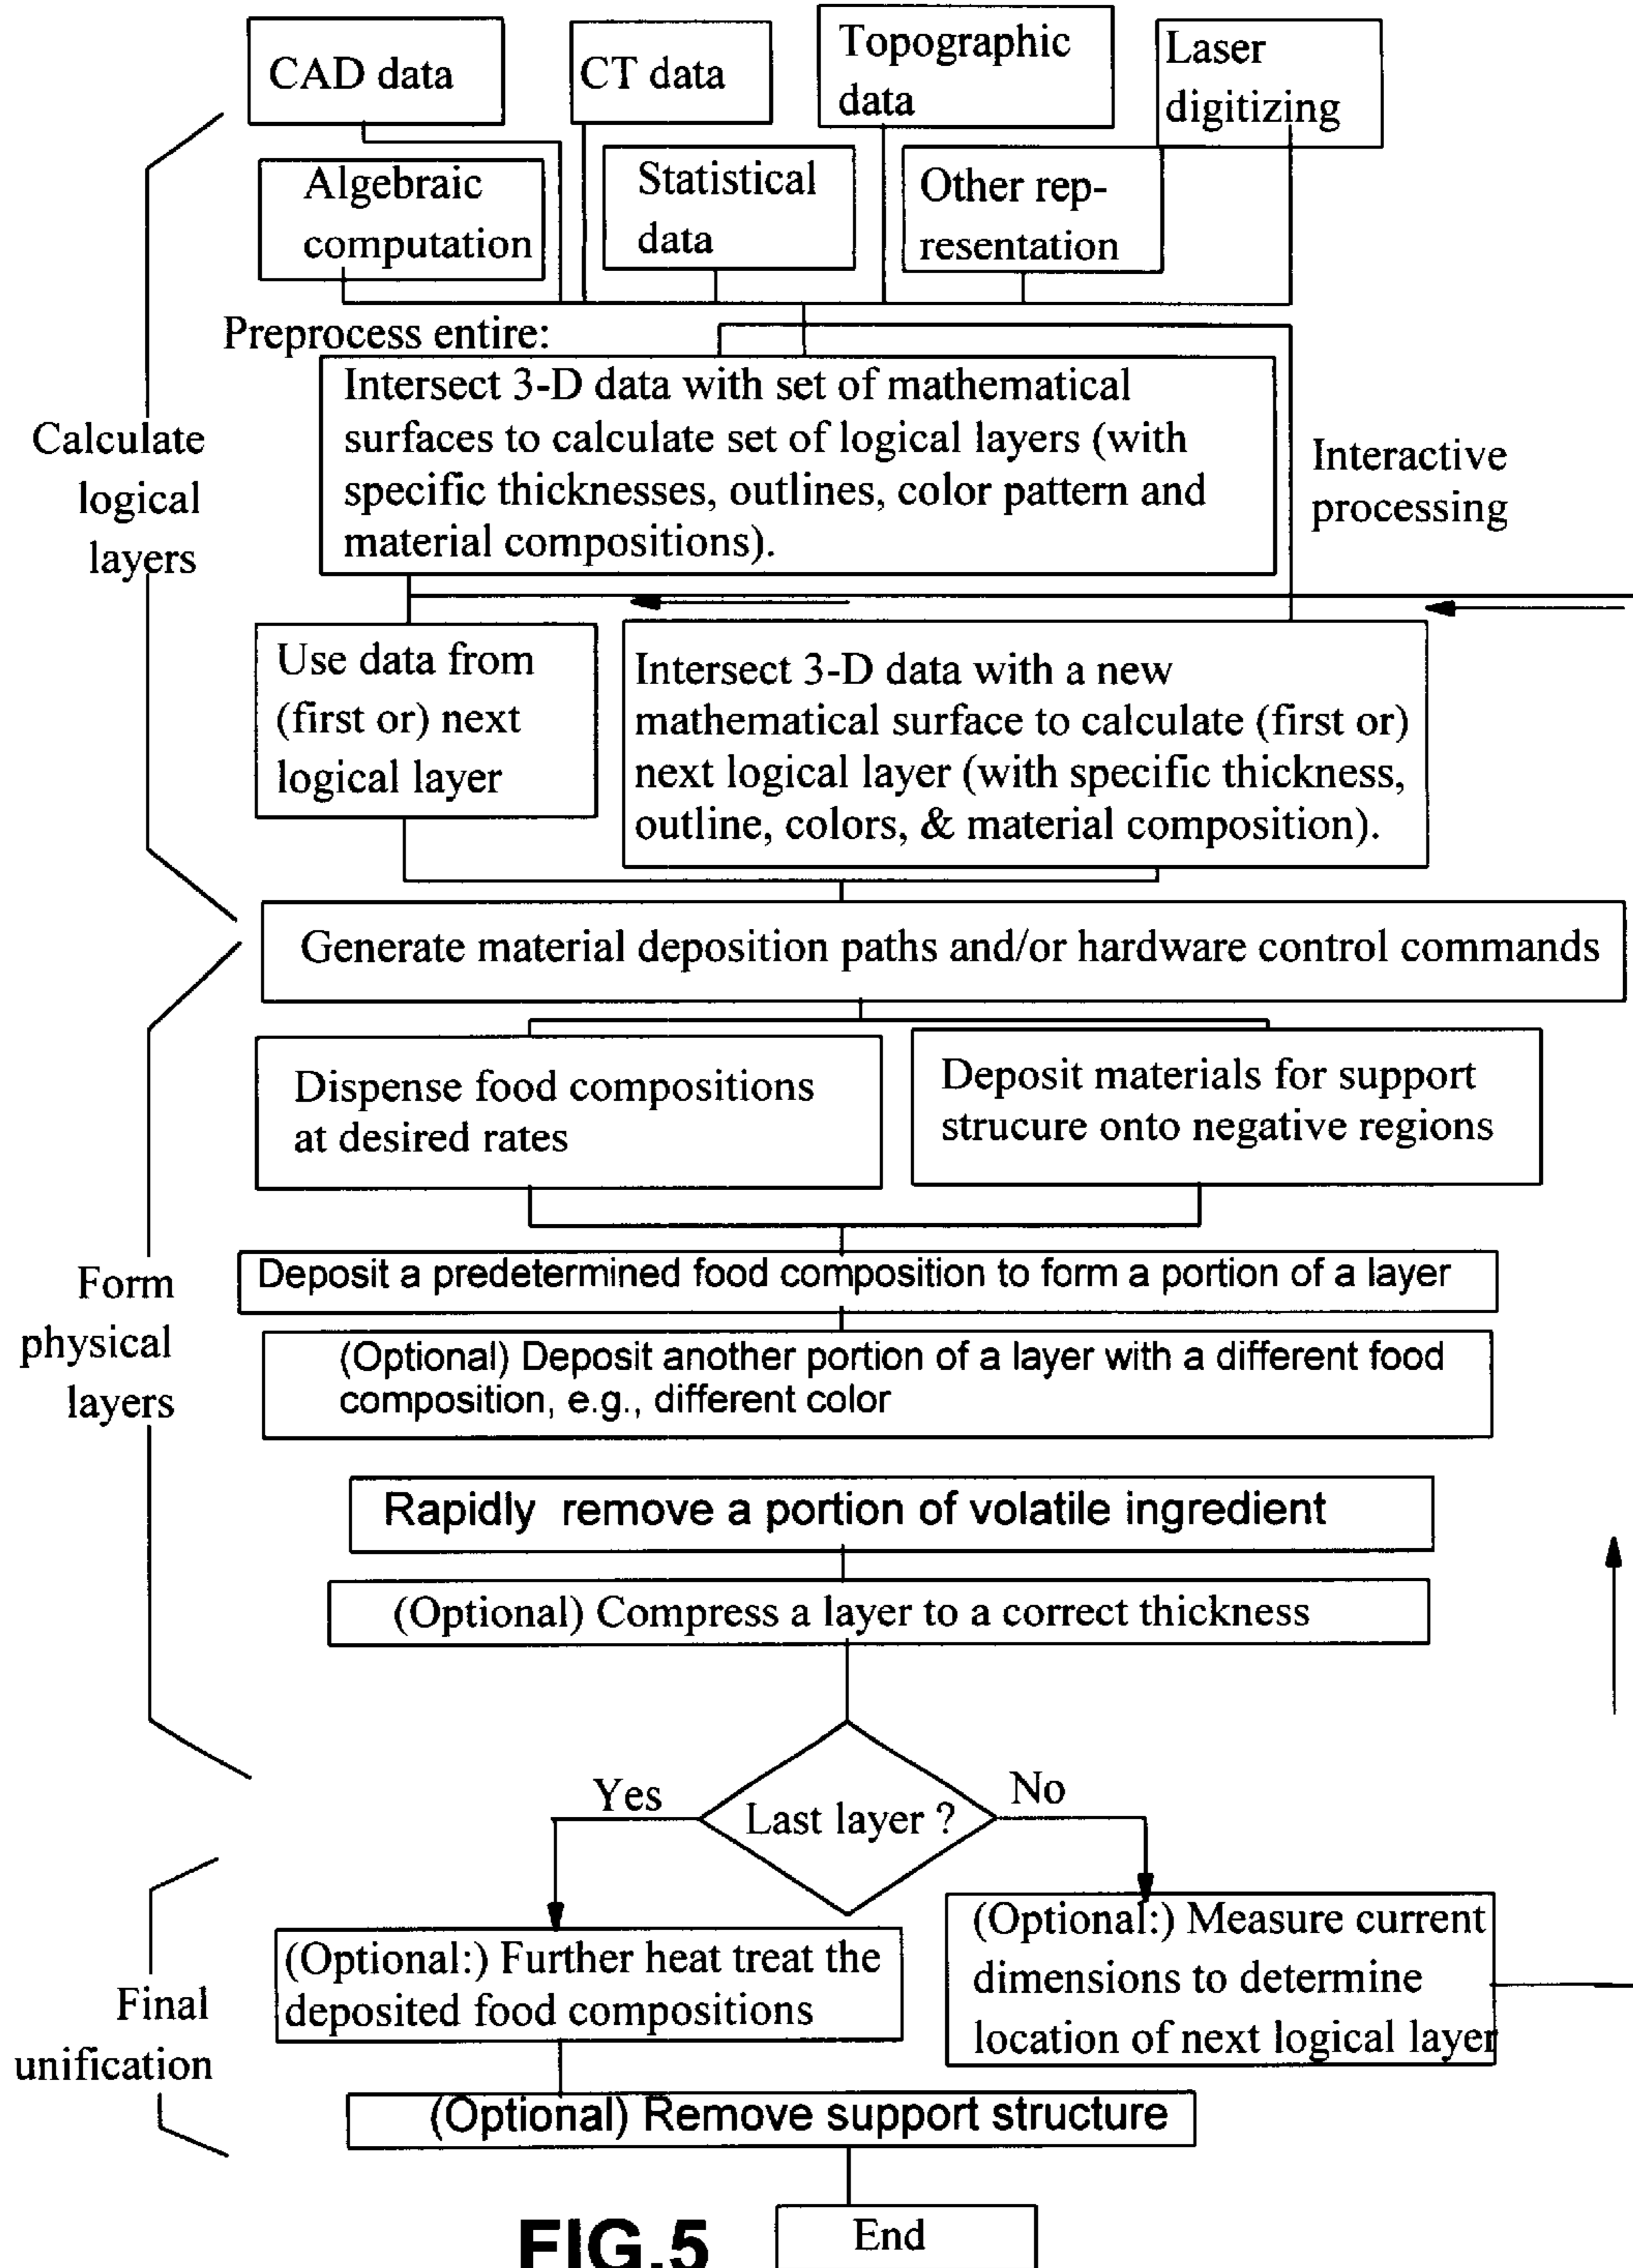 CAD data
CT data
Topographic
data
Laser
digitizing
Algebraic
computation
Statistical
data
Other rep-
resentation
Preprocess entire:
Intersect 3-D data with set of mathematical
surfaces to calculate set of logical layers (with
specific thicknesses, outlines, color pattern and
material compositions).
Interactive
processing
Calculate
logical
layers
Use data from
(first or) next
logical layer
Intersect 3-D data with a new
mathematical surface to calculate (first or)
next logical layer (with specific thickness,
outline, colors, & material composition).
Generate material deposition paths and/or hardware control commands
Dispense food compositions
at desired rates
Deposit materials for support
strucure onto negative regions
Form
physical
layers
Deposit a predetermined food composition to form a portion of a layer
(Optional) Deposit another portion of a layer with a different food
composition, e.g., different color
Rapidly remove a portion of volatile ingredient
(Optional) Compress a layer to a correct thickness
Yes
Last layer ?
No
Final
unification
(Optional:) Further heat treat the
deposited food compositions
(Optional:) Measure current
dimensions to determine
location of next logical layer
(Optional) Remove support structure
End
FIG.5